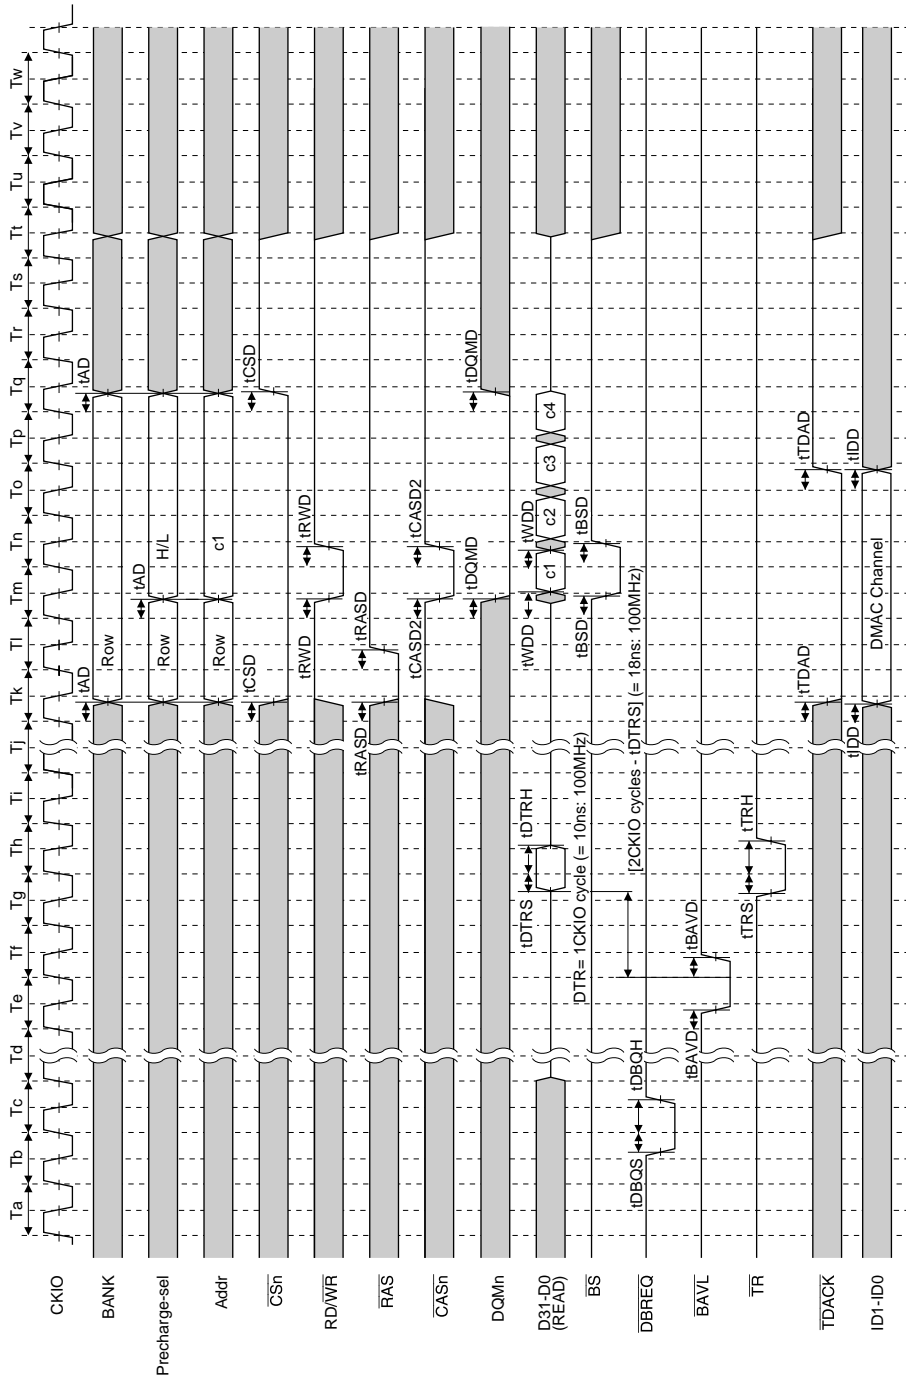 Ta Tb Tc Td Te Tf Tg Th Ti Tj Tk Tl Tm Tn To Tp Tq Tr Ts Tt Tu Tv Tw
CKIO
tAD tAD
BANK Row
tAD
Precharge-sel Row H/L
Addr Row c1
tCSD tCSD
CSn
tRWD tRWD
RD/WR
tRASD tRASD
RAS
tCASD2 tCASD2
CASn
tDQMD tDQMD
DQMn
tDTRS tDTRH tWDD tWDD
D31-D0
(READ)
c1 c2 c3 c4
tBSD tBSD
BS
DTR= 1CKIO cycle (= 10ns: 100MHz)
[2CKIO cycles - tDTRS] (= 18ns: 100MHz)
tDBQS tDBQH
DBREQ
tBAVD tBAVD
BAVL
tTRS tTRH
TR
tTDAD tTDAD
TDACK
tIDD tIDD
ID1-ID0 DMAC Channel